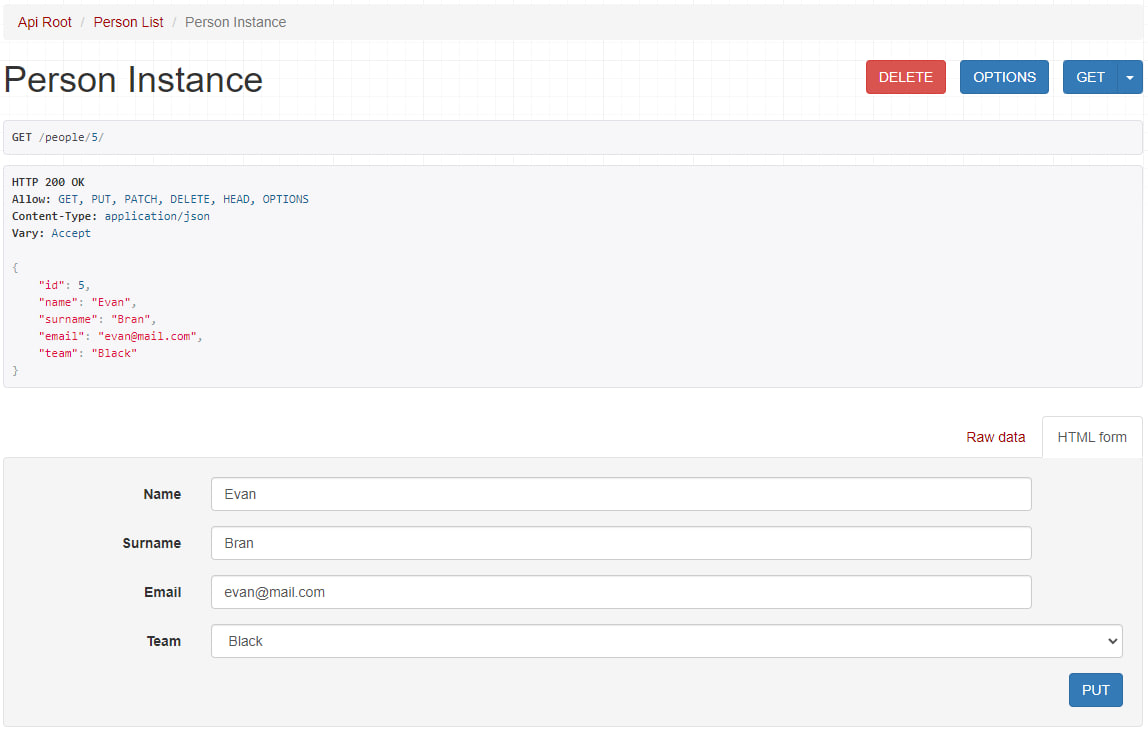 Api Root / Person List / Person Instance
Person Instance
DELETE OPTIONS GET
GET /people/5/
HTTP 200 OK
Allow: GET, PUT, PATCH, DELETE, HEAD, OPTIONS
Content-Type: application/json
Vary: Accept
{
    "id": 5,
    "name": "Evan",
    "surname": "Bran",
    "email": "evan@mail.com",
    "team": "Black"
}
Raw data HTML form
Name Evan
Surname Bran
Email evan@mail.com
Team Black
PUT